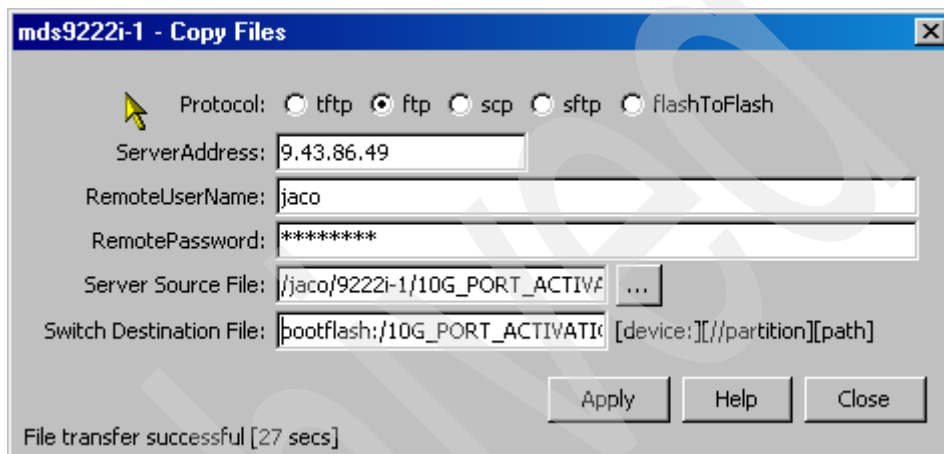 mds9222i-1 - Copy Files
Protocol: tftp ftp scp sftp flashToFlash
ServerAddress: 9.43.86.49
RemoteUserName: jaco
RemotePassword: ********
Server Source File: /jaco/9222i-1/10G_PORT_ACTIVA ...
Switch Destination File: bootflash:/10G_PORT_ACTIVATIO [device:][//partition][path]
Apply Help Close
File transfer successful [27 secs]